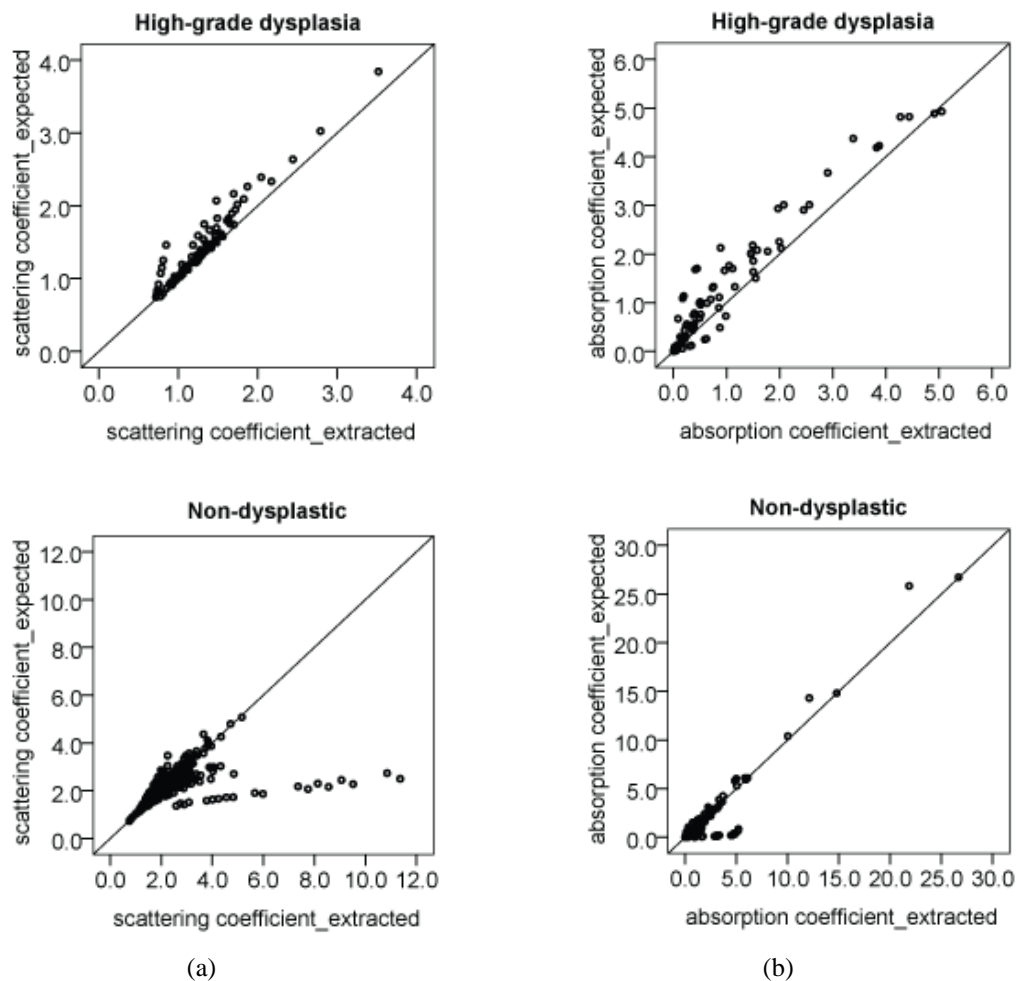 High-grade dysplasia
scattering coefficient_expected
4.0
3.0
2.0
1.0
0.0
0.0 1.0 2.0 3.0 4.0
scattering coefficient_extracted
High-grade dysplasia
absorption coefficient_expected
6.0
5.0
4.0
3.0
2.0
1.0
0.0
0.0 1.0 2.0 3.0 4.0 5.0 6.0
absorption coefficient_extracted
Non-dysplastic
scattering coefficient_expected
12.0
10.0
8.0
6.0
4.0
2.0
0.0
0.0 2.0 4.0 6.0 8.0 10.0 12.0
scattering coefficient_extracted
(a)
Non-dysplastic
absorption coefficient_expected
30.0
25.0
20.0
15.0
10.0
5.0
0.0
0.0 5.0 10.0 15.0 20.0 25.0 30.0
absorption coefficient_extracted
(b)